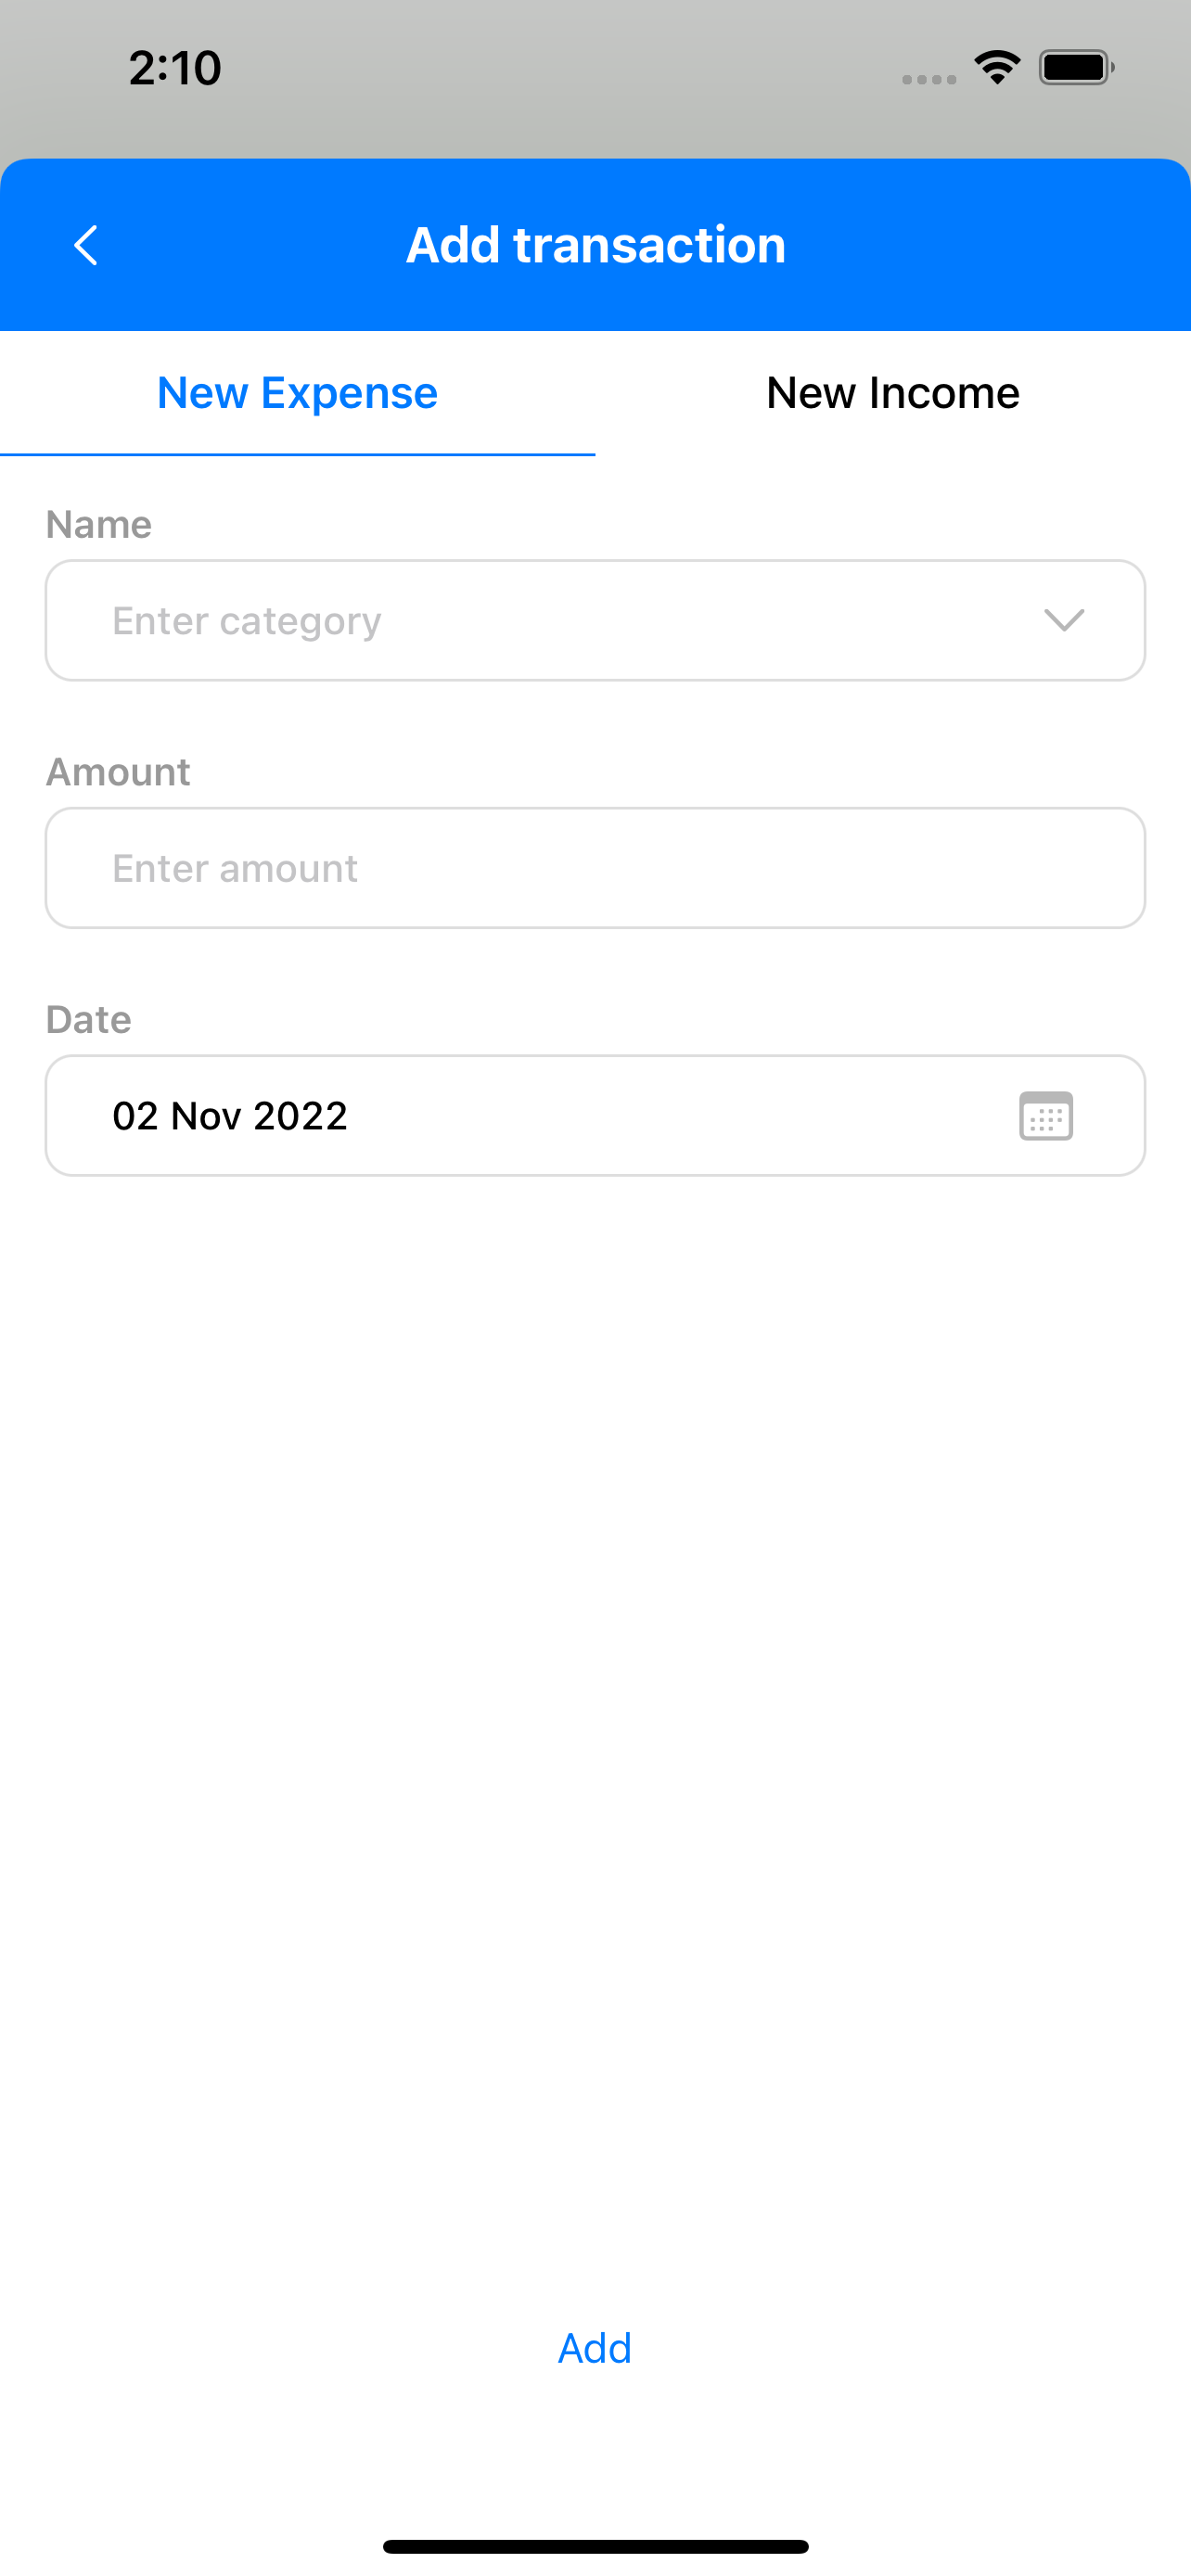 2:10
Add transaction
New Expense
New Income
Name
Enter category
Amount
Enter amount
Date
02 Nov 2022
Add